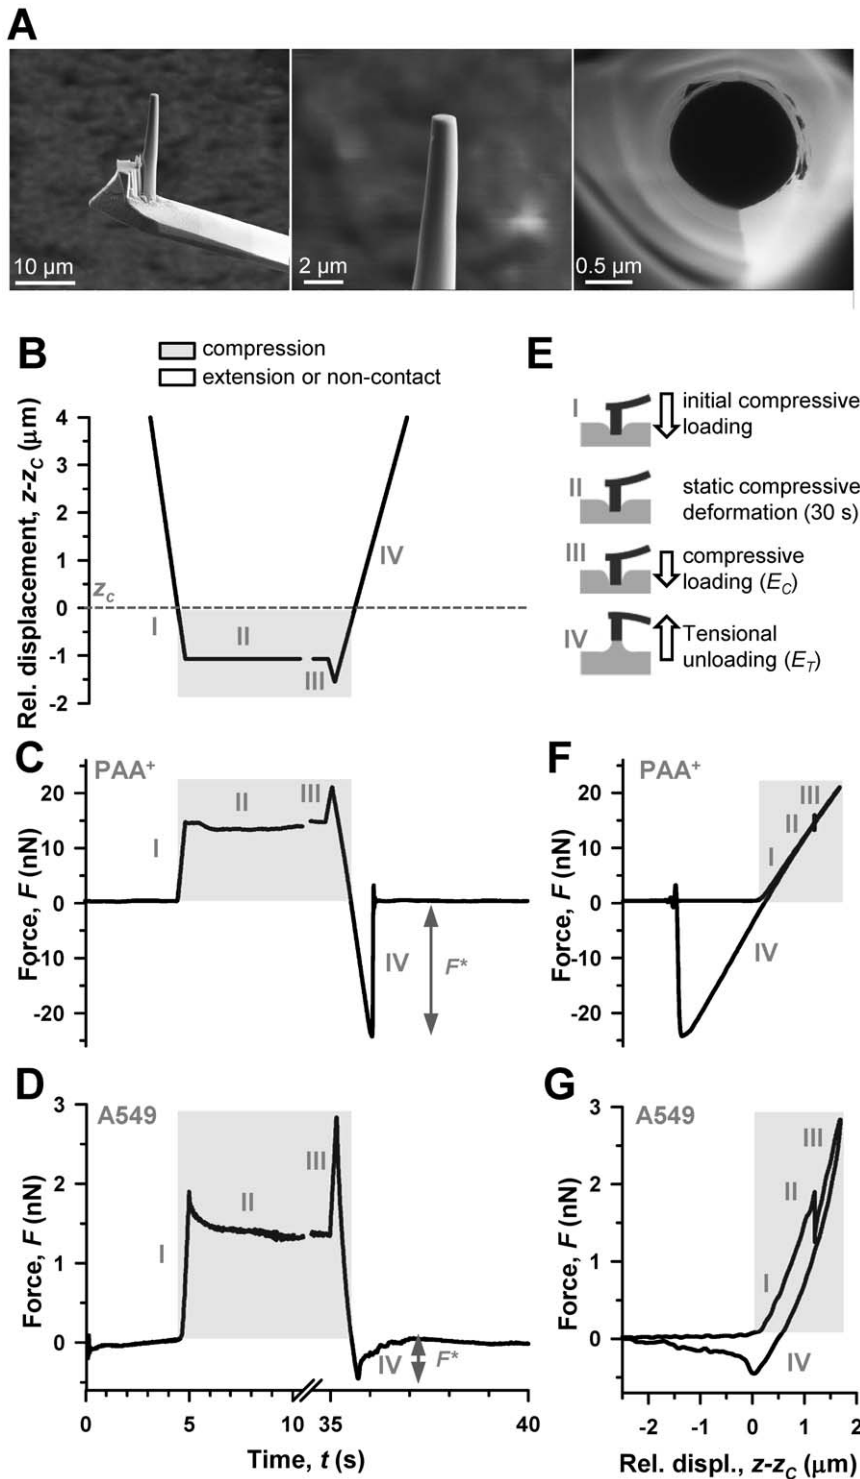 A
10 µm
2 µm
0.5 µm
B
compression
extension or non-contact
Rel. displacement, z-zC (µm)
4
3
2
1
0
-1
-2
zC
I
II
III
IV
E
I
initial compressive
loading
II
static compressive
deformation (30 s)
III
compressive
loading (EC)
IV
Tensional
unloading (ET)
C
PAA+
Force, F (nN)
20
10
0
-10
-20
I
II
III
IV
F*
F
PAA+
Force, F (nN)
20
10
0
-10
-20
I
II
III
IV
D
A549
Force, F (nN)
3
2
1
0
I
II
III
IV
F*
0
5
10
35
40
Time, t (s)
G
A549
Force, F (nN)
3
2
1
0
I
II
III
IV
-2
-1
0
1
2
Rel. displ., z-zC (µm)